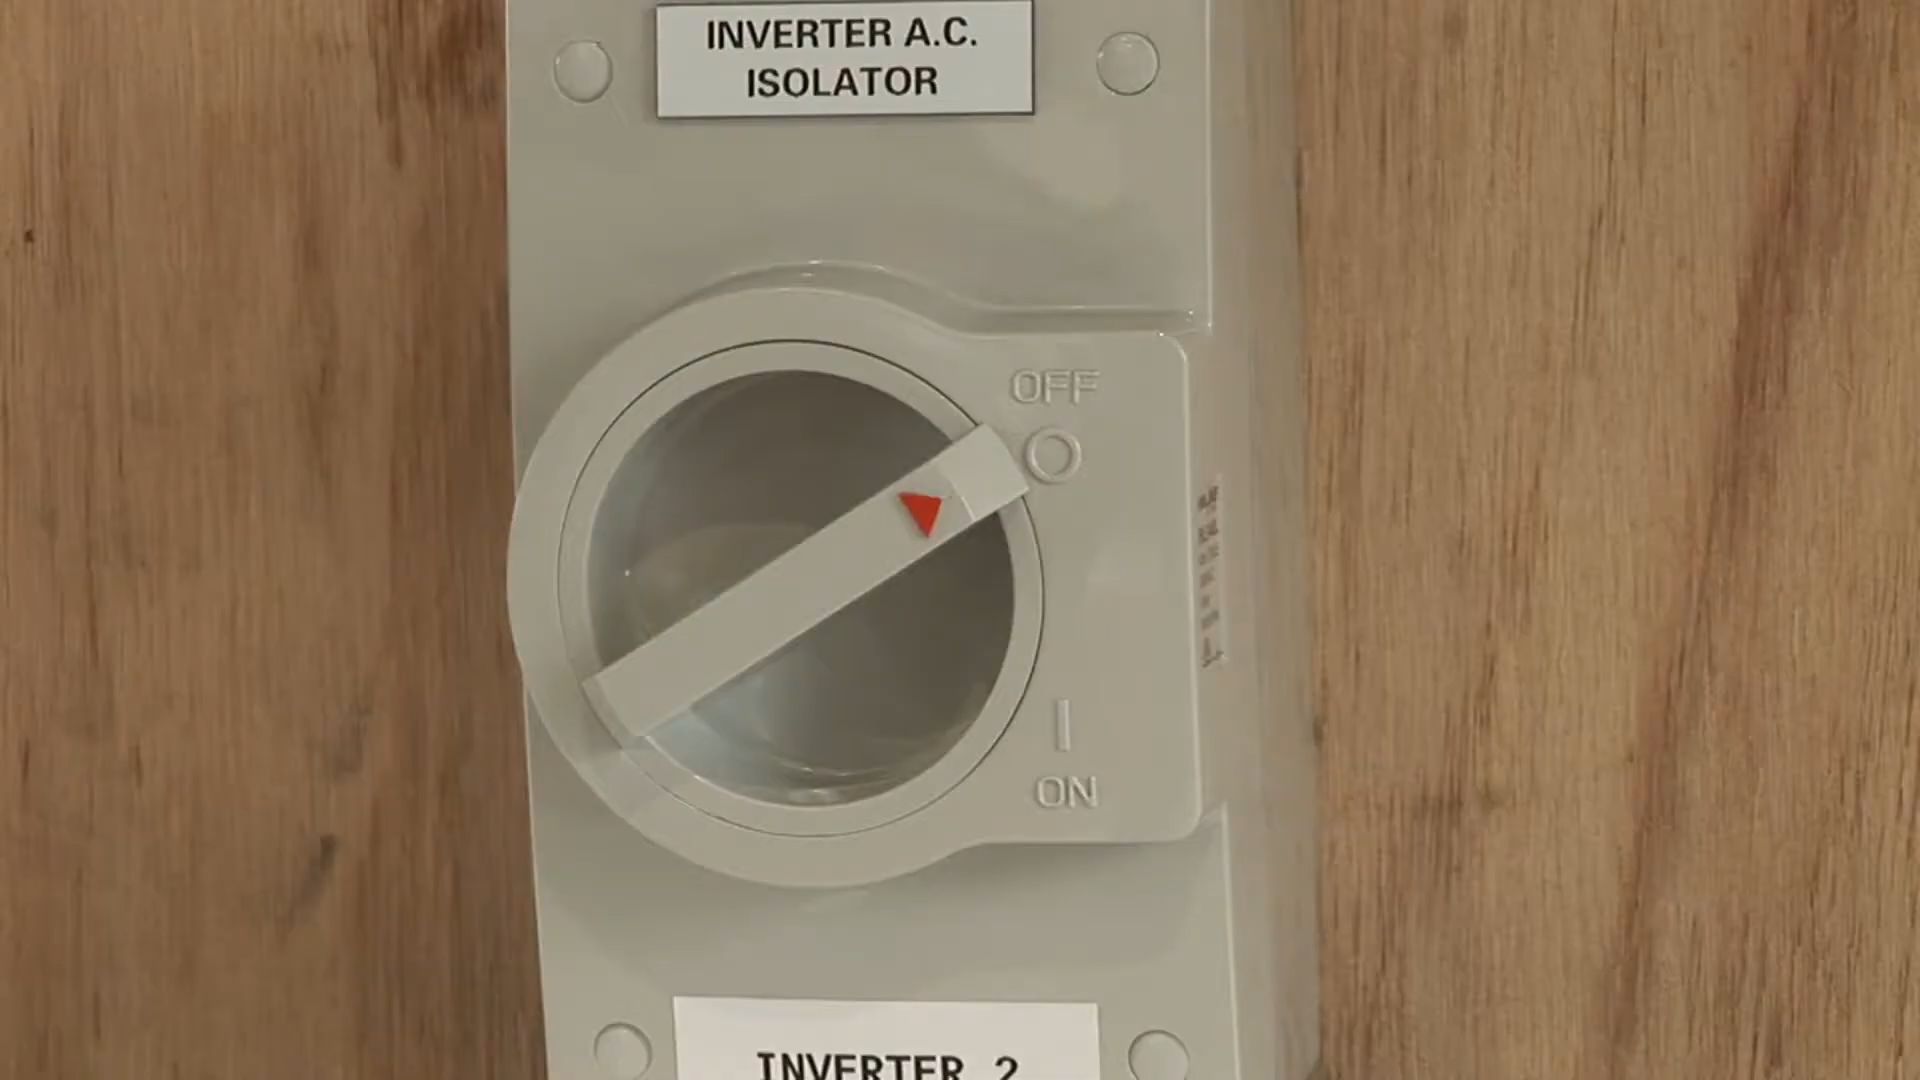 INVERTER A.C.
ISOLATOR
OFF
O
I
ON
INVERTER 2